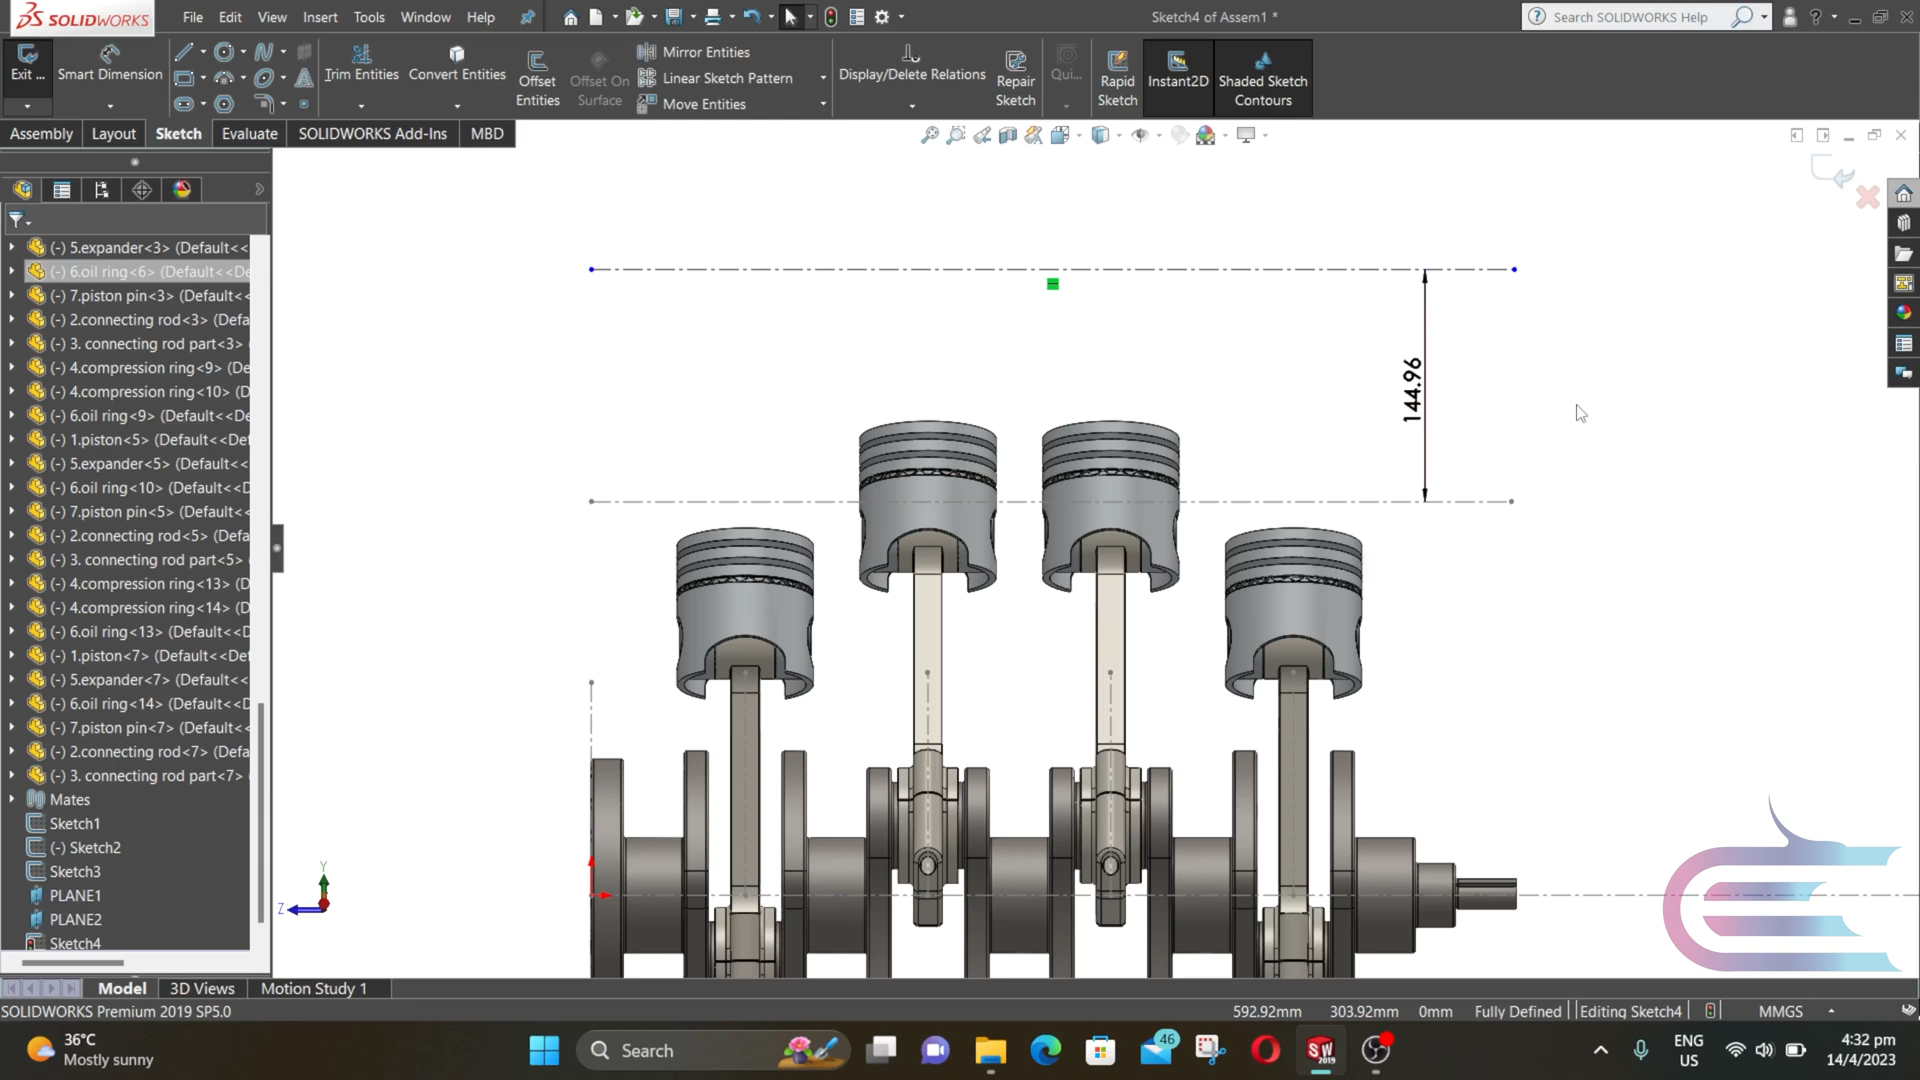 SOLIDWORKS
File Edit View Insert Tools Window Help
Sketch4 of Assem1 *
Search SOLIDWORKS Help
Exit ...
Smart Dimension
Trim Entities
Convert Entities
Offset Entities
Offset On Surface
Mirror Entities
Linear Sketch Pattern
Move Entities
Display/Delete Relations
Repair Sketch
Qui...
Rapid Sketch
Instant2D
Shaded Sketch Contours
Assembly Layout Sketch Evaluate SOLIDWORKS Add-Ins MBD
(-) 5.expander<3> (Default<<
(-) 6.oil ring<6> (Default<<De
(-) 7.piston pin<3> (Default<<
(-) 2.connecting rod<3> (Defa
(-) 3. connecting rod part<3>
(-) 4.compression ring<9> (De
(-) 4.compression ring<10> (D
(-) 6.oil ring<9> (Default<<De
(-) 1.piston<5> (Default<<Def
(-) 5.expander<5> (Default<<
(-) 6.oil ring<10> (Default<<D
(-) 7.piston pin<5> (Default<<
(-) 2.connecting rod<5> (Defa
(-) 3. connecting rod part<5>
(-) 4.compression ring<13> (D
(-) 4.compression ring<14> (D
(-) 6.oil ring<13> (Default<<D
(-) 1.piston<7> (Default<<Def
(-) 5.expander<7> (Default<<
(-) 6.oil ring<14> (Default<<D
(-) 7.piston pin<7> (Default<<
(-) 2.connecting rod<7> (Defa
(-) 3. connecting rod part<7>
Mates
Sketch1
(-) Sketch2
Sketch3
PLANE1
PLANE2
Sketch4
144.96
Y
Z
Model 3D Views Motion Study 1
SOLIDWORKS Premium 2019 SP5.0
592.92mm 303.92mm 0mm Fully Defined Editing Sketch4 MMGS
36°C
Mostly sunny
Search
46
SW
2019
ENG
US
4:32 pm
14/4/2023